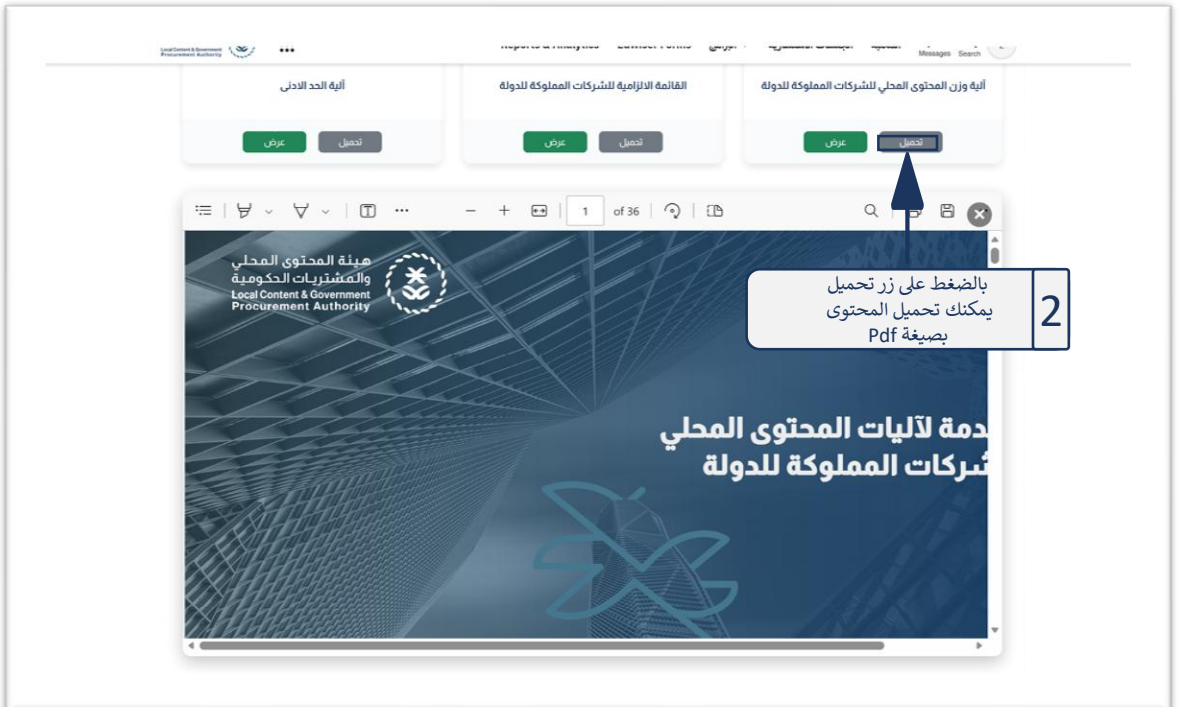 Local Content & Government
Procurement Authority
•••
Reports & Analytics
Messages Search
آلية وزن المحتوى المحلي للشركات المملوكة للدولة
القائمة الالزامية للشركات المملوكة للدولة
آلية الحد الادنى
تحميل عرض
تحميل عرض
تحميل عرض
1 of 36
هيئة المحتوى المحلي
والمشتريات الحكومية
Local Content & Government
Procurement Authority
بالضغط على زر تحميل
يمكنك تحميل المحتوى
بصيغة Pdf
2
دمة لآليات المحتوى المحلي
شركات المملوكة للدولة